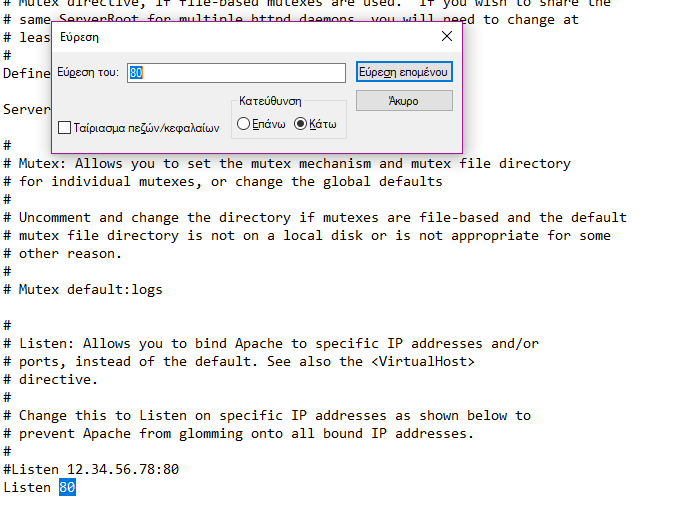 # Mutex directive, if file-based mutexes are used.  If you wish to share the
# same ServerRoot for multiple httpd daemons, you will need to change at
# leas
#
Define
Server
Εύρεση
Εύρεση του:
80
Εύρεση επομένου
Άκυρο
Κατεύθυνση
Επάνω
Κάτω
Ταίριασμα πεζών/κεφαλαίων
#
# Mutex: Allows you to set the mutex mechanism and mutex file directory
# for individual mutexes, or change the global defaults
#
# Uncomment and change the directory if mutexes are file-based and the default
# mutex file directory is not on a local disk or is not appropriate for some
# other reason.
#
# Mutex default:logs
#
# Listen: Allows you to bind Apache to specific IP addresses and/or
# ports, instead of the default. See also the <VirtualHost>
# directive.
#
# Change this to Listen on specific IP addresses as shown below to
# prevent Apache from glomming onto all bound IP addresses.
#
#Listen 12.34.56.78:80
Listen 80